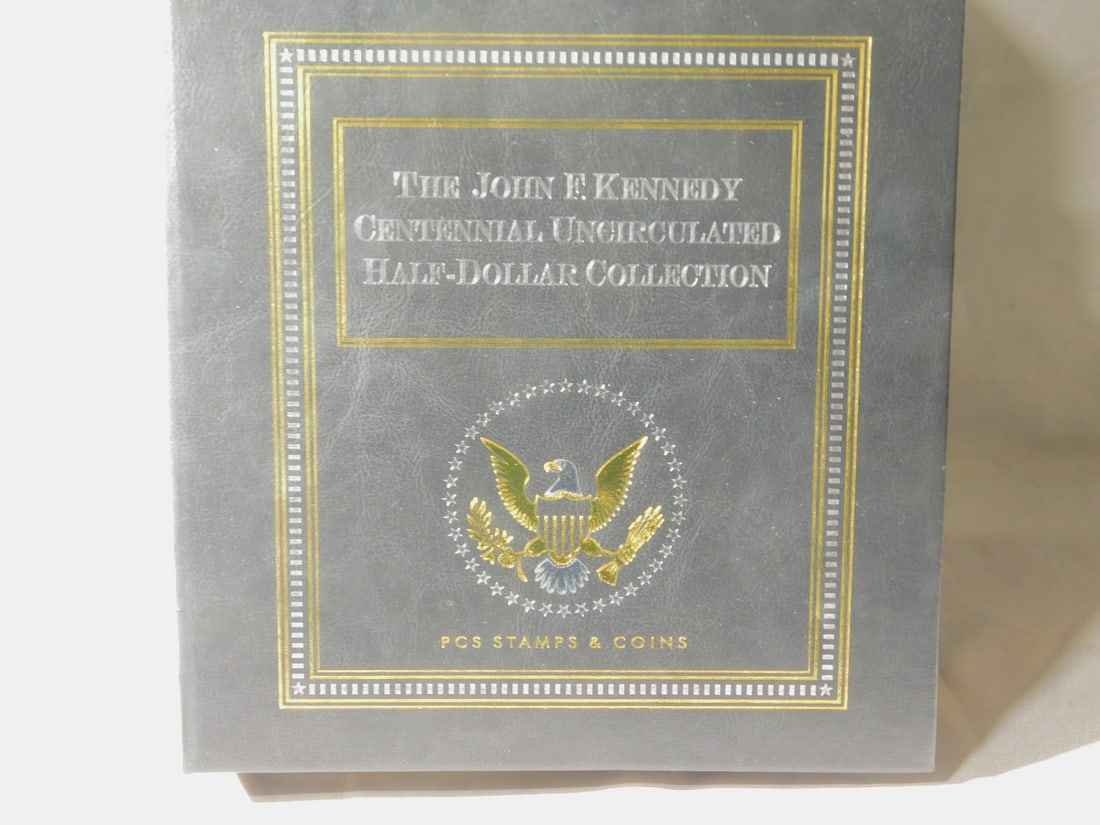 THE JOHN F. KENNEDY
CENTENNIAL UNCIRCULATED
HALF-DOLLAR COLLECTION
PCS STAMPS & COINS